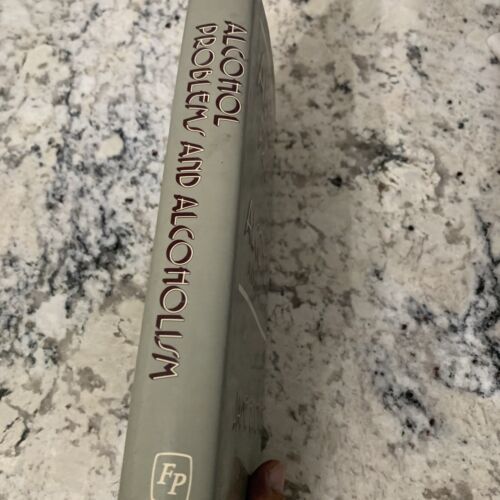 ALCOHOL
PROBLEMS AND ALCOHOLISM
FP